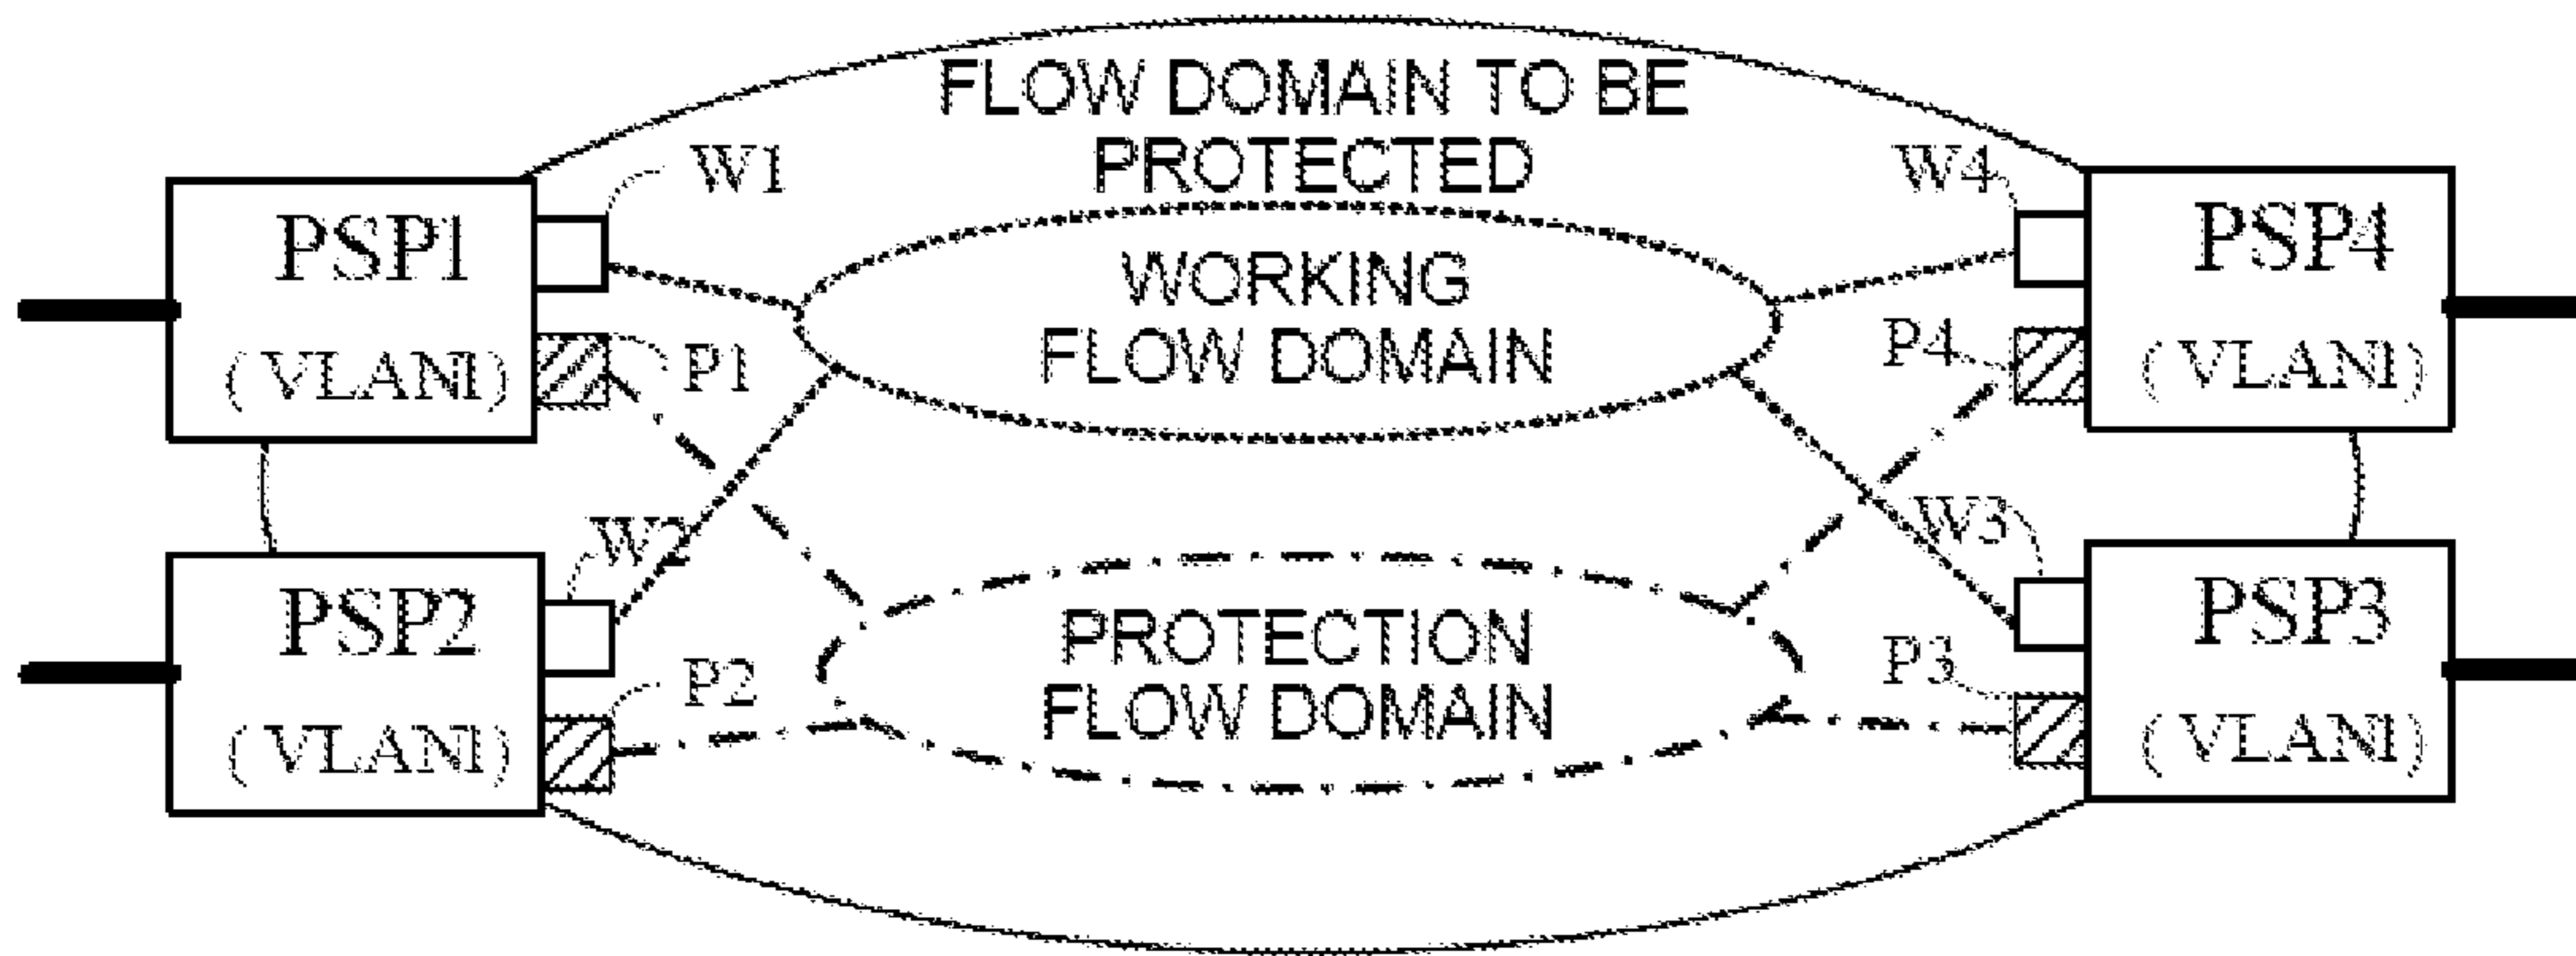 FLOW DOMAIN TO BE
PROTECTED
W1
W4
PSP1
PSP4
WORKING
FLOW DOMAIN
P1
P4
( VLAN1)
( VLAN1)
W2
W3
PSP2
PSP3
PROTECTION
FLOW DOMAIN
P2
P3
( VLAN1)
( VLAN1)